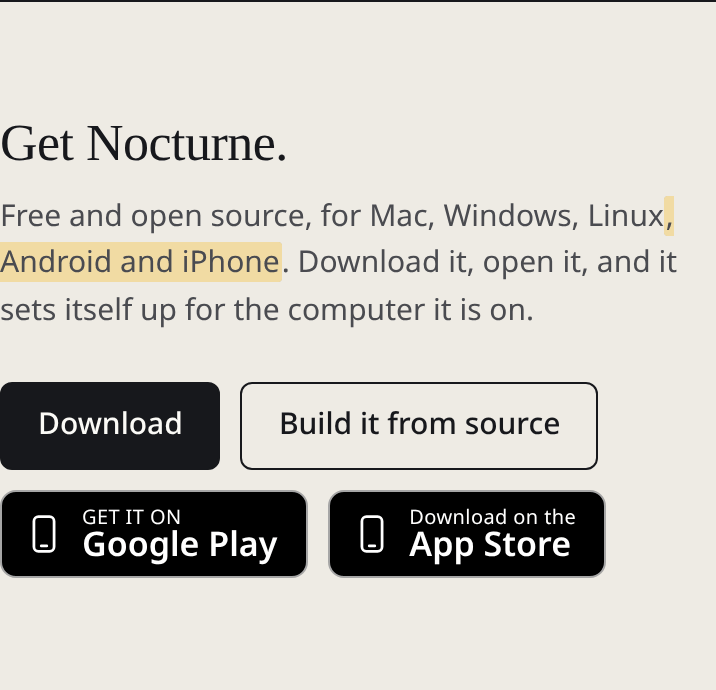 Get Nocturne.
Free and open source, for Mac, Windows, Linux,
Android and iPhone. Download it, open it, and it
sets itself up for the computer it is on.
Download
Build it from source
GET IT ON
Google Play
Download on the
App Store